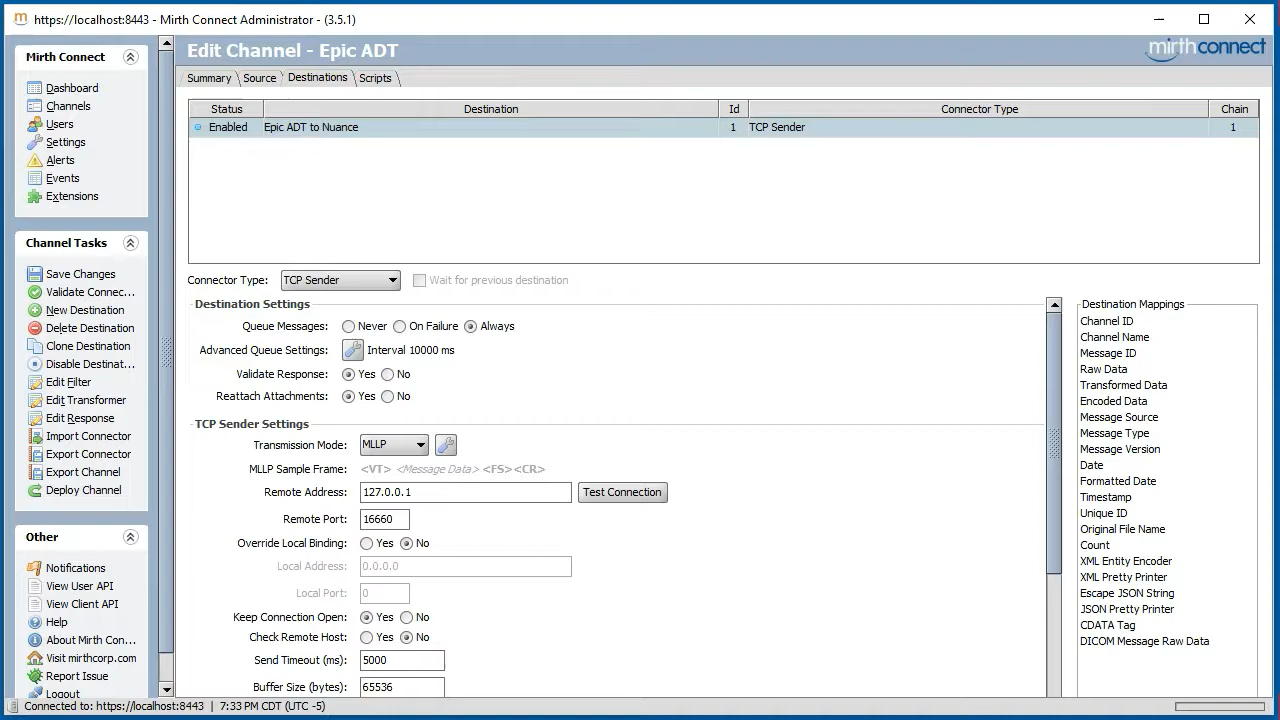 https://localhost:8443 - Mirth Connect Administrator - (3.5.1)
Mirth Connect
Dashboard
Channels
Users
Settings
Alerts
Events
Extensions
Channel Tasks
Save Changes
Validate Connec...
New Destination
Delete Destination
Clone Destination
Disable Destinat...
Edit Filter
Edit Transformer
Edit Response
Import Connector
Export Connector
Export Channel
Deploy Channel
Other
Notifications
View User API
View Client API
Help
About Mirth Con...
Visit mirthcorp.com
Report Issue
Logout
Edit Channel - Epic ADT
mirthconnect
Summary Source Destinations Scripts
Status Destination Id Connector Type Chain
Enabled Epic ADT to Nuance 1 TCP Sender 1
Connector Type: TCP Sender Wait for previous destination
Destination Settings
Queue Messages: Never On Failure Always
Advanced Queue Settings: Interval 10000 ms
Validate Response: Yes No
Reattach Attachments: Yes No
TCP Sender Settings
Transmission Mode: MLLP
MLLP Sample Frame: <VT> <Message Data> <FS><CR>
Remote Address: 127.0.0.1 Test Connection
Remote Port: 16660
Override Local Binding: Yes No
Local Address: 0.0.0.0
Local Port: 0
Keep Connection Open: Yes No
Check Remote Host: Yes No
Send Timeout (ms): 5000
Buffer Size (bytes): 65536
Destination Mappings
Channel ID
Channel Name
Message ID
Raw Data
Transformed Data
Encoded Data
Message Source
Message Type
Message Version
Date
Formatted Date
Timestamp
Unique ID
Original File Name
Count
XML Entity Encoder
XML Pretty Printer
Escape JSON String
JSON Pretty Printer
CDATA Tag
DICOM Message Raw Data
Connected to: https://localhost:8443 | 7:33 PM CDT (UTC -5)